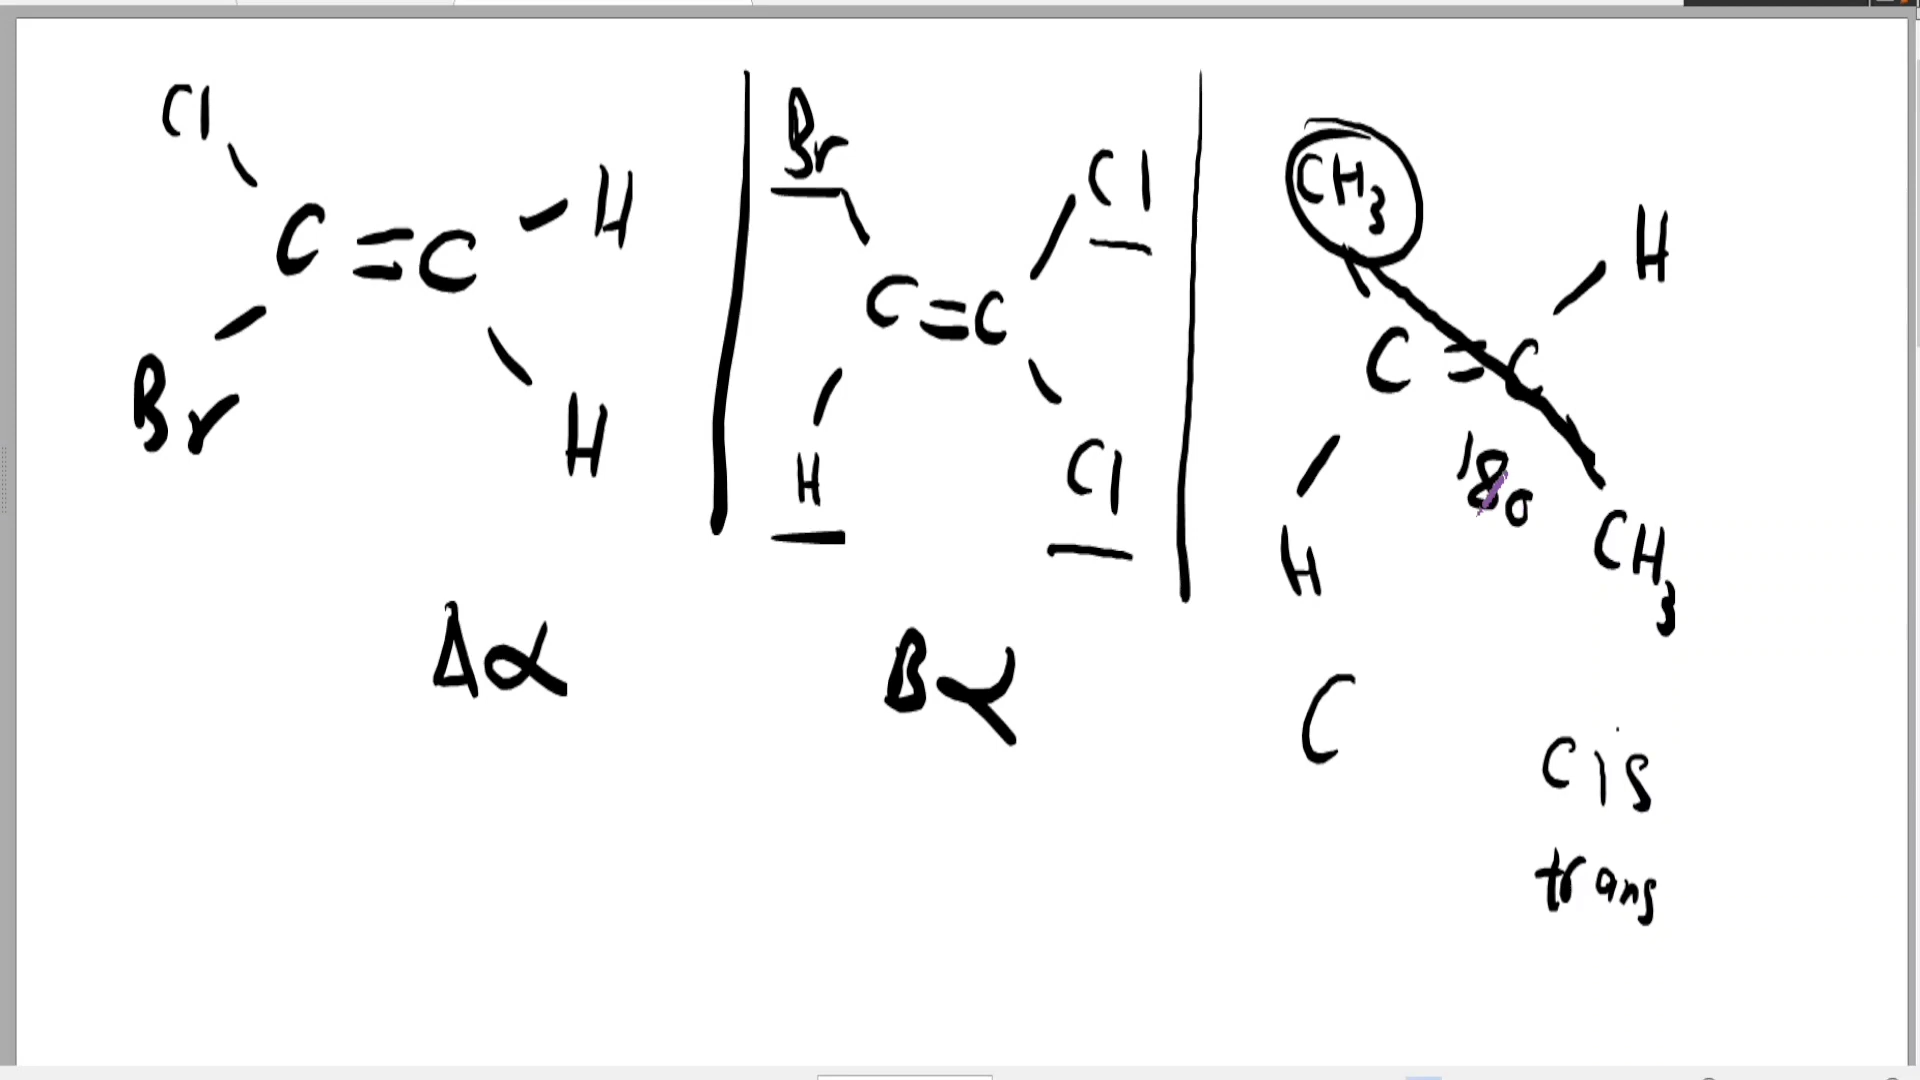 Cl
C = C - H
Br
H
Br
Cl
C = C
H
Cl
CH3
H
C = C
180
H
CH3
A α
B α
C
cis
trans